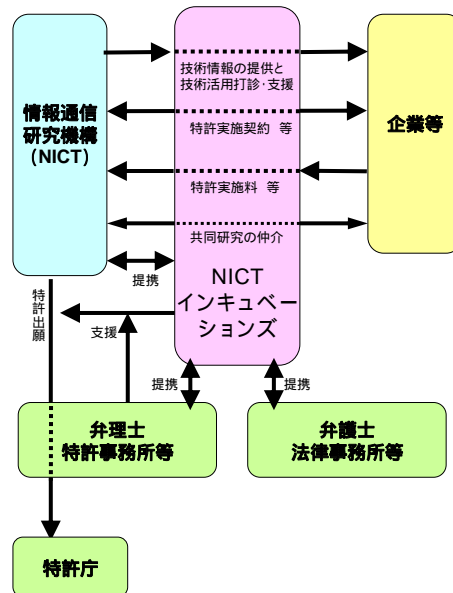 技術情報の提供と
技術活用打診・支援
情報通信
研究機構
(NICT)
企業等
特許実施契約 等
特許実施料 等
共同研究の仲介
提携
NICT
インキュベー
ションズ
特許出願
支援
提携
提携
弁理士
特許事務所等
弁護士
法律事務所等
特許庁